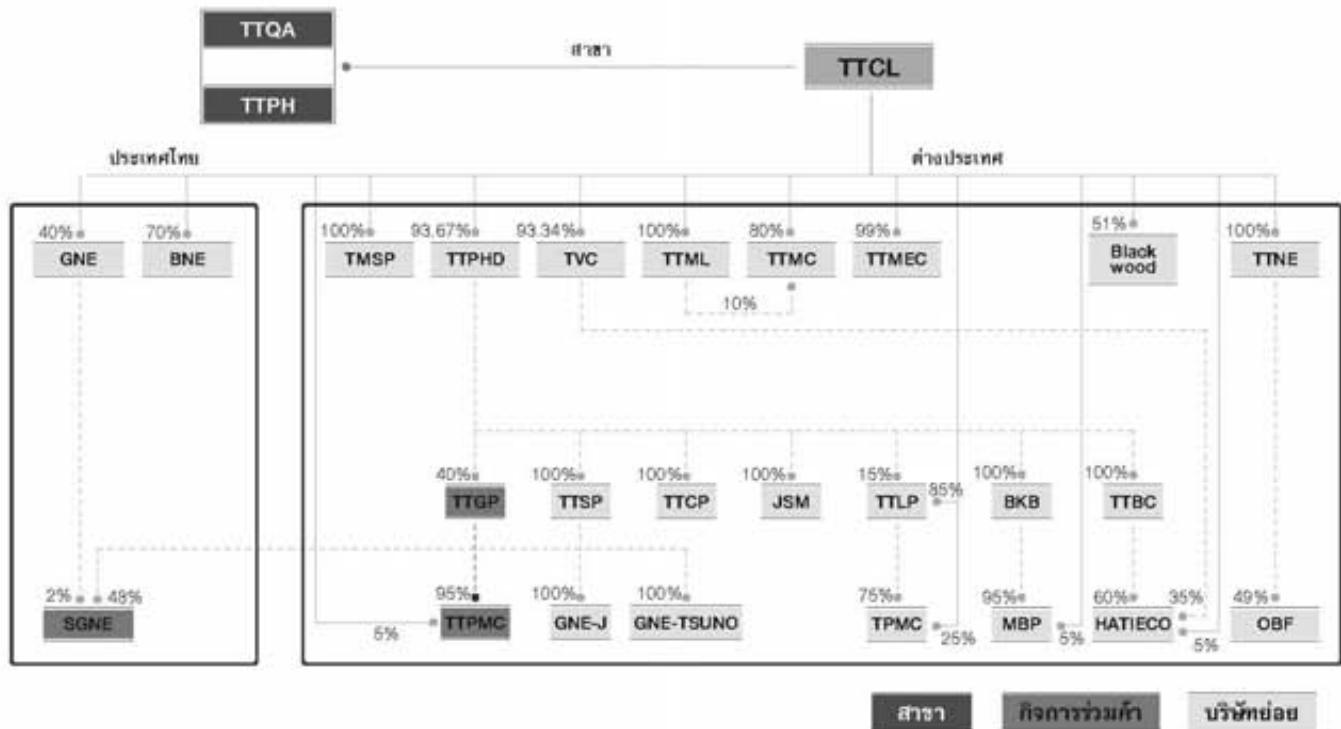 TTQA
สาขา
TTCL
TTPH
ประเทศไทย
ต่างประเทศ
40%
70%
100%
93.67%
93.34%
100%
80%
99%
51%
100%
GNE
BNE
TMSP
TTPHD
TVC
TTML
TTMC
TTMEC
Black
wood
TTNE
10%
40%
100%
100%
100%
15%
85%
100%
100%
TTGP
TTSP
TTCP
JSM
TTLP
BKB
TTBC
2%
48%
95%
100%
100%
75%
95%
60%
35%
49%
SGNE
5%
TTPMC
GNE-J
GNE-TSUNO
TPMC
25%
MBP
5%
HATIECO
5%
OBF
สาขา
กิจการร่วมค้า
บริษัทย่อย